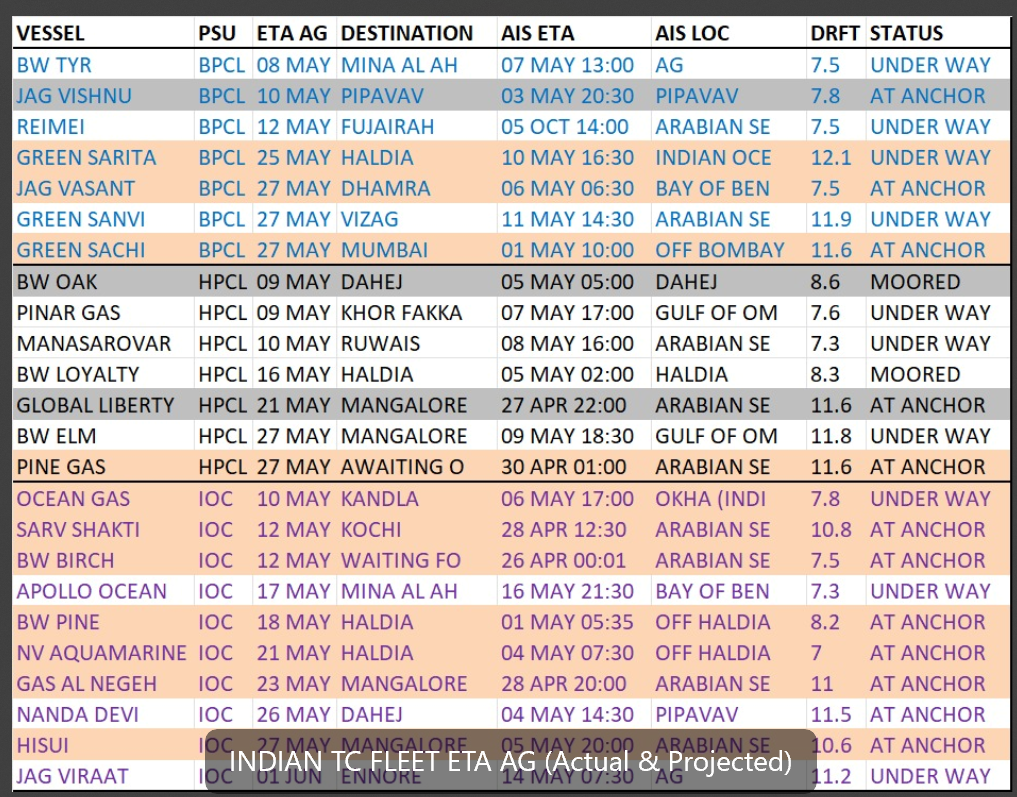 VESSEL PSU ETA AG DESTINATION AIS ETA AIS LOC DRFT STATUS
BW TYR BPCL 08 MAY MINA AL AH 07 MAY 13:00 AG 7.5 UNDER WAY
JAG VISHNU BPCL 10 MAY PIPAVAV 03 MAY 20:30 PIPAVAV 7.8 AT ANCHOR
REIMEI BPCL 12 MAY FUJAIRAH 05 OCT 14:00 ARABIAN SE 7.5 UNDER WAY
GREEN SARITA BPCL 25 MAY HALDIA 10 MAY 16:30 INDIAN OCE 12.1 UNDER WAY
JAG VASANT BPCL 27 MAY DHAMRA 06 MAY 06:30 BAY OF BEN 7.5 AT ANCHOR
GREEN SANVI BPCL 27 MAY VIZAG 11 MAY 14:30 ARABIAN SE 11.9 UNDER WAY
GREEN SACHI BPCL 27 MAY MUMBAI 01 MAY 10:00 OFF BOMBAY 11.6 AT ANCHOR
BW OAK HPCL 09 MAY DAHEJ 05 MAY 05:00 DAHEJ 8.6 MOORED
PINAR GAS HPCL 09 MAY KHOR FAKKA 07 MAY 17:00 GULF OF OM 7.6 UNDER WAY
MANASAROVAR HPCL 10 MAY RUWAIS 08 MAY 16:00 ARABIAN SE 7.3 UNDER WAY
BW LOYALTY HPCL 16 MAY HALDIA 05 MAY 02:00 HALDIA 8.3 MOORED
GLOBAL LIBERTY HPCL 21 MAY MANGALORE 27 APR 22:00 ARABIAN SE 11.6 AT ANCHOR
BW ELM HPCL 27 MAY MANGALORE 09 MAY 18:30 GULF OF OM 11.8 UNDER WAY
PINE GAS HPCL 27 MAY AWAITING O 30 APR 01:00 ARABIAN SE 11.6 AT ANCHOR
OCEAN GAS IOC 10 MAY KANDLA 06 MAY 17:00 OKHA (INDI 7.8 UNDER WAY
SARV SHAKTI IOC 12 MAY KOCHI 28 APR 12:30 ARABIAN SE 10.8 AT ANCHOR
BW BIRCH IOC 12 MAY WAITING FO 26 APR 00:01 ARABIAN SE 7.5 AT ANCHOR
APOLLO OCEAN IOC 17 MAY MINA AL AH 16 MAY 21:30 BAY OF BEN 7.3 UNDER WAY
BW PINE IOC 18 MAY HALDIA 01 MAY 05:35 OFF HALDIA 8.2 AT ANCHOR
NV AQUAMARINE IOC 21 MAY HALDIA 04 MAY 07:30 OFF HALDIA 7 AT ANCHOR
GAS AL NEGEH IOC 23 MAY MANGALORE 28 APR 20:00 ARABIAN SE 11 AT ANCHOR
NANDA DEVI IOC 26 MAY DAHEJ 04 MAY 14:30 PIPAVAV 11.5 AT ANCHOR
HISUI IOC 27 MAY MANGALORE 05 MAY 20:00 ARABIAN SE 10.6 AT ANCHOR
INDIAN TC FLEET ETA AG (Actual & Projected)
JAG VIRAAT IOC 01 JUN ENNORE 14 MAY 07:30 AG 11.2 UNDER WAY